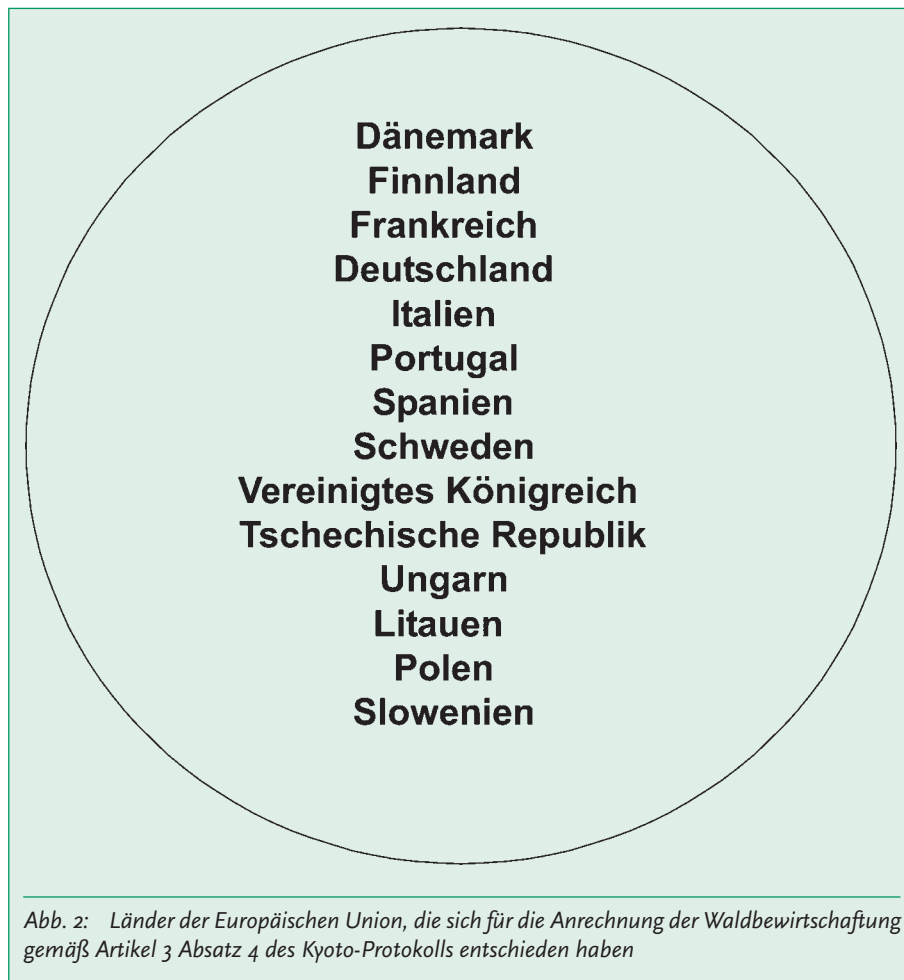 Dänemark
Finnland
Frankreich
Deutschland
Italien
Portugal
Spanien
Schweden
Vereinigtes Königreich
Tschechische Republik
Ungarn
Litauen
Polen
Slowenien
Abb. 2: Länder der Europäischen Union, die sich für die Anrechnung der Waldbewirtschaftung
gemäß Artikel 3 Absatz 4 des Kyoto-Protokolls entschieden haben